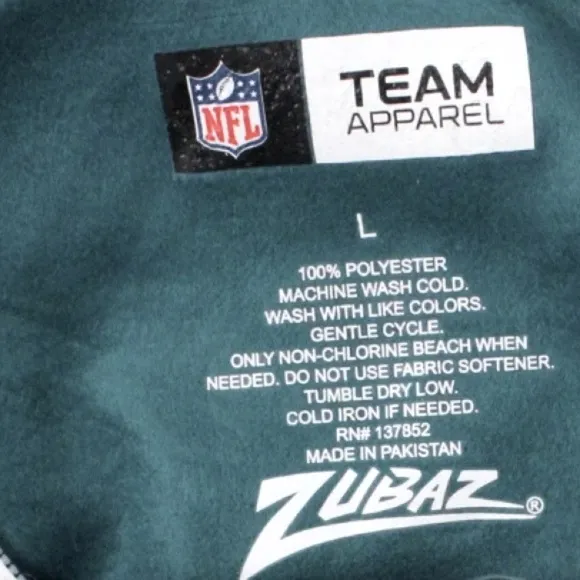 NFL
TEAM
APPAREL
L
100% POLYESTER
MACHINE WASH COLD.
WASH WITH LIKE COLORS.
GENTLE CYCLE.
ONLY NON-CHLORINE BEACH WHEN
NEEDED. DO NOT USE FABRIC SOFTENER.
TUMBLE DRY LOW.
COLD IRON IF NEEDED.
RN# 137852
MADE IN PAKISTAN
ZUBAZ®